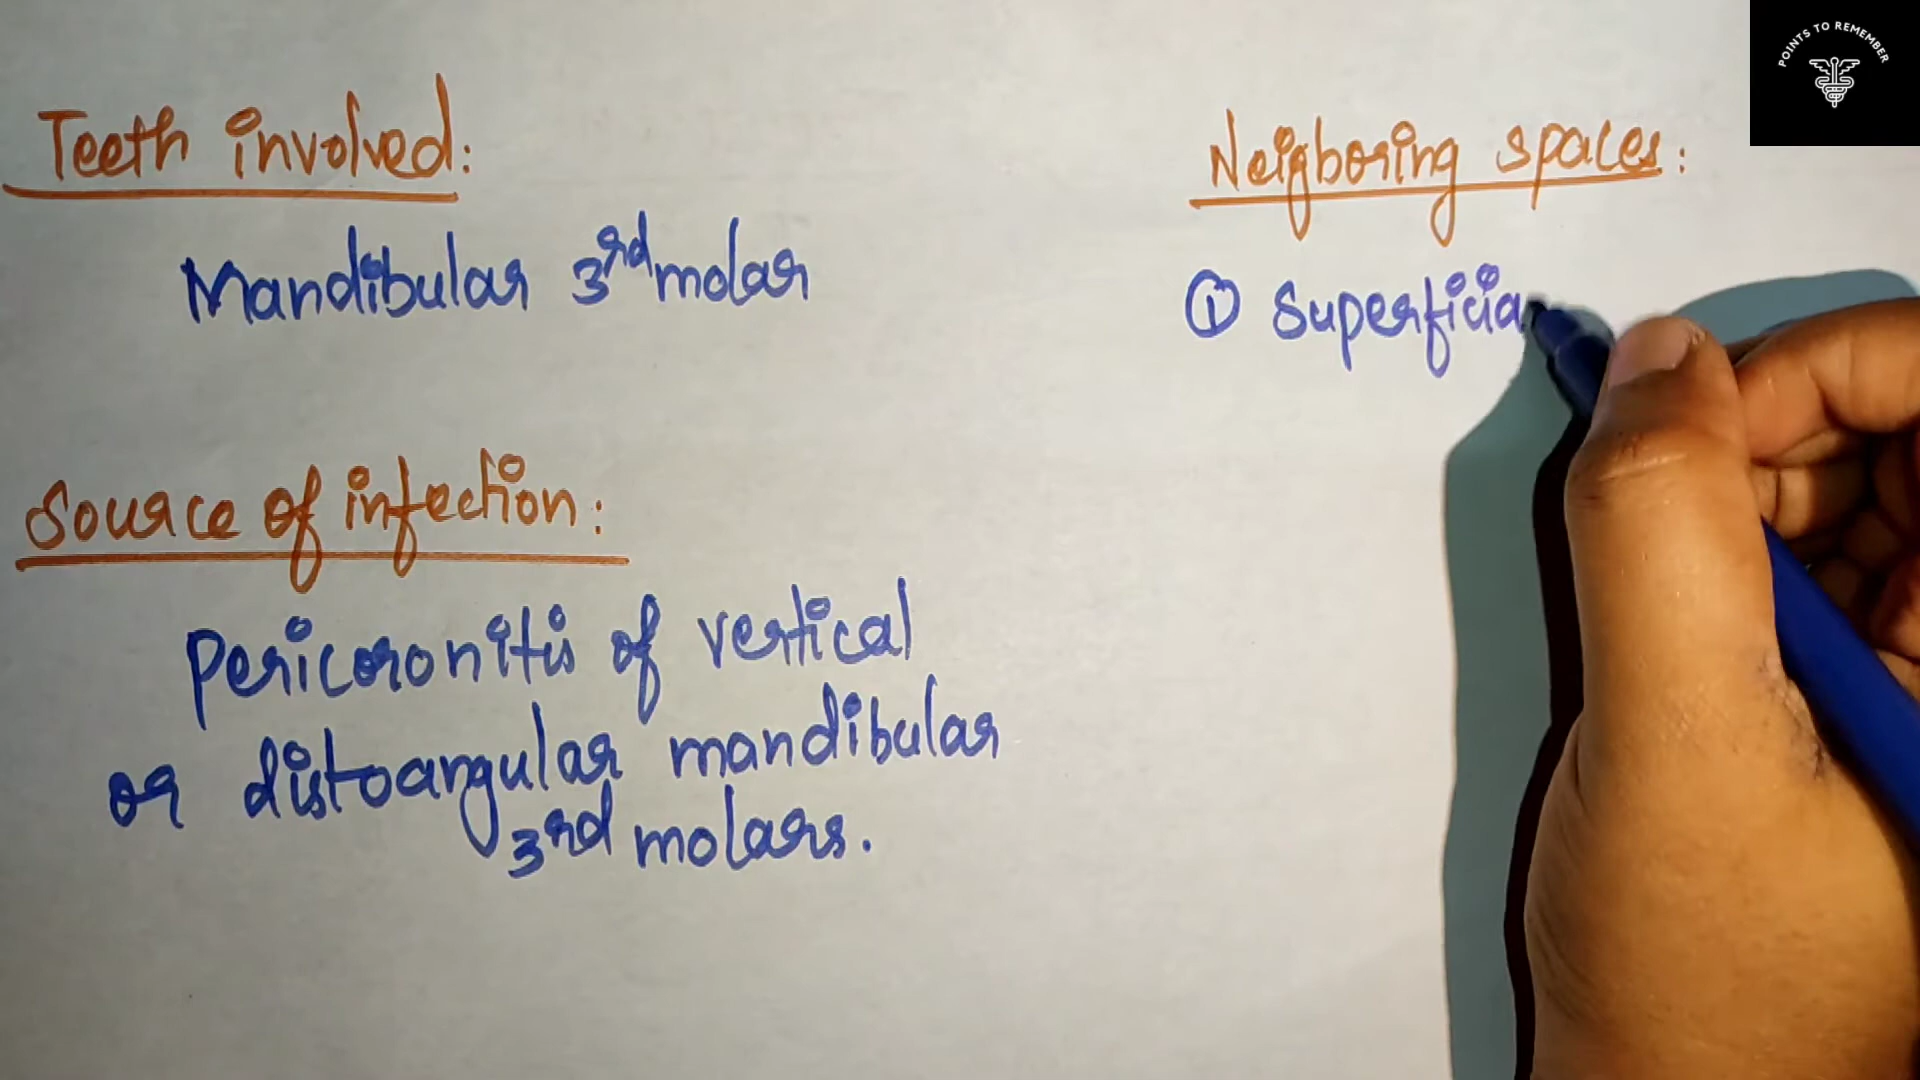 POINTS TO REMEMBER
Teeth involved:
Mandibular 3rd molar
Source of infection:
Pericoronitis of vertical
or distoangular mandibular
3rd molars.
Neigboring spaces:
① Superficia